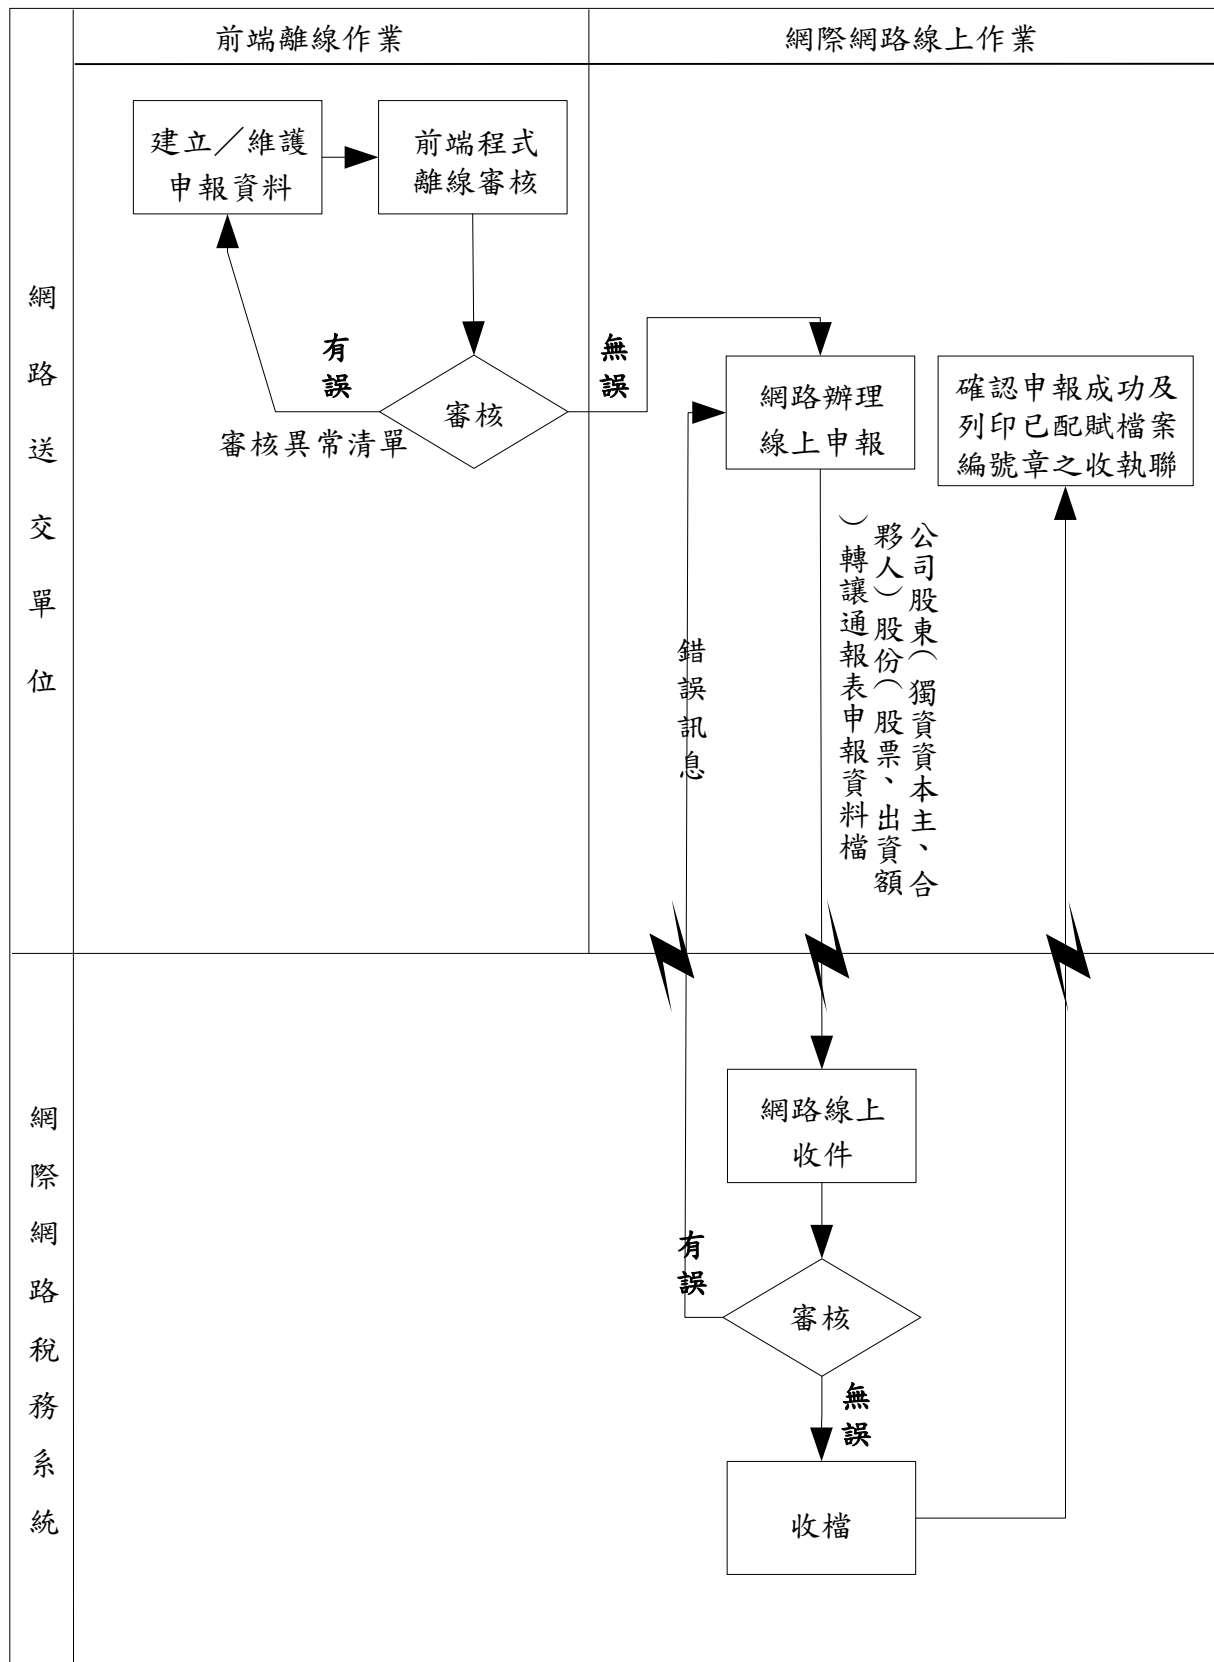 前端離線作業
網際網路線上作業
網路送交單位
建立／維護
申報資料
前端程式
離線審核
有誤
審核
審核異常清單
無誤
網路辦理
線上申報
確認申報成功及
列印已配賦檔案
編號章之收執聯
錯誤訊息
公司股東（獨資資本主、合
夥人）股份（股票、出資額
）轉讓通報表申報資料檔
網際網路稅務系統
網路線上
收件
有誤
審核
無誤
收檔